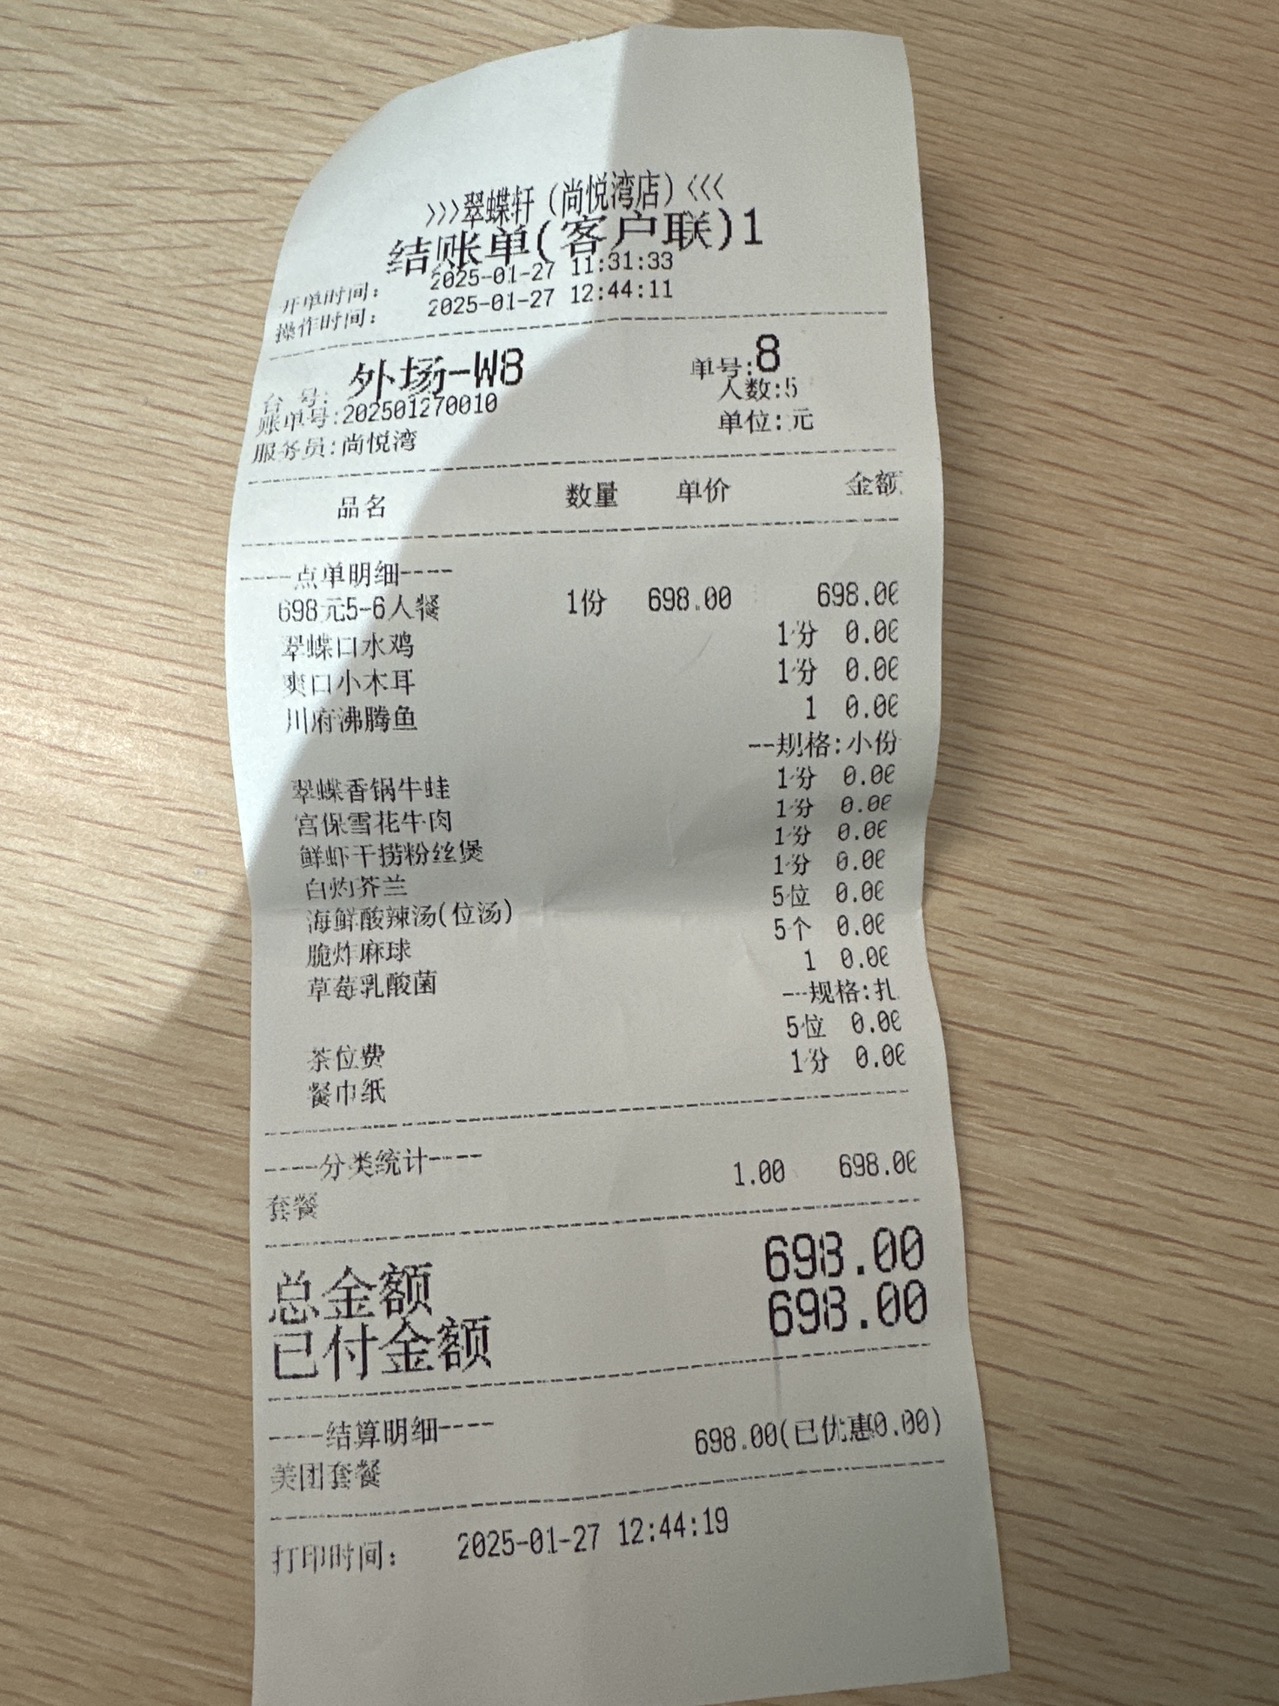 >>>翠蝶轩（尚悦湾店）<<<
结账单(客户联)1
开单时间： 2025-01-27 11:31:33
操作时间： 2025-01-27 12:44:11
台 号: 外场-W8 单号:8
人数:5
账单号:202501270010 单位:元
服务员:尚悦湾
品名 数量 单价 金额
----点单明细----
698元5-6人餐 1份 698.00 698.00
翠蝶口水鸡 1分 0.00
爽口小木耳 1分 0.00
川府沸腾鱼 1 0.00
--规格:小份
翠蝶香锅牛蛙 1分 0.00
宫保雪花牛肉 1分 0.00
鲜虾干捞粉丝煲 1分 0.00
白灼芥兰 1分 0.00
海鲜酸辣汤(位汤) 5位 0.00
脆炸麻球 5个 0.00
草莓乳酸菌 1 0.00
--规格:扎
茶位费 5位 0.00
餐巾纸 1分 0.00
----分类统计----
套餐 1.00 698.00
总金额 698.00
已付金额 698.00
----结算明细----
美团套餐 698.00(已优惠0.00)
打印时间： 2025-01-27 12:44:19